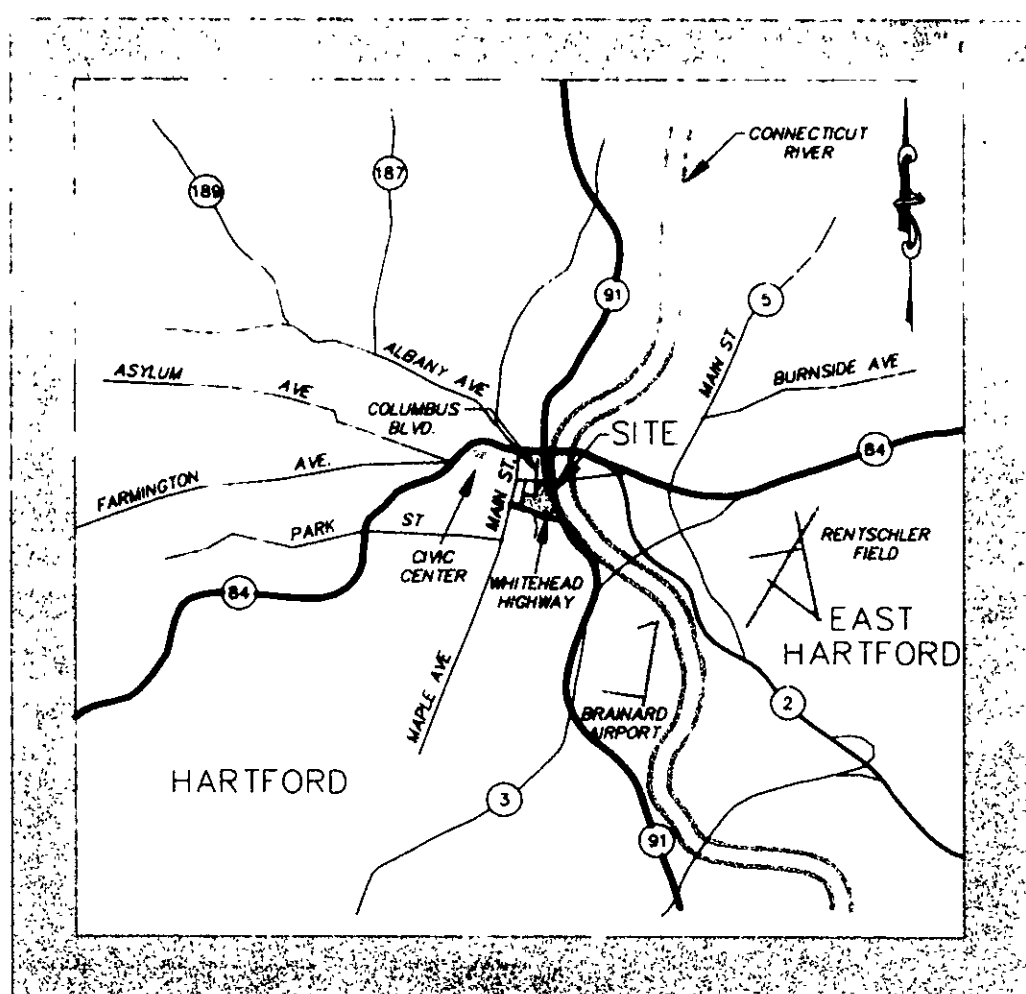 CONNECTICUT
RIVER
189
187
91
5
MAIN ST
ALBANY AVE
BURNSIDE AVE
ASYLUM
AVE
COLUMBUS
BLVD.
SITE
84
FARMINGTON
AVE.
MAIN ST.
PARK
ST
CIVIC
CENTER
WHITEHEAD
HIGHWAY
RENTSCHLER
FIELD
84
EAST
HARTFORD
MAPLE AVE
BRAINARD
AIRPORT
2
HARTFORD
3
91